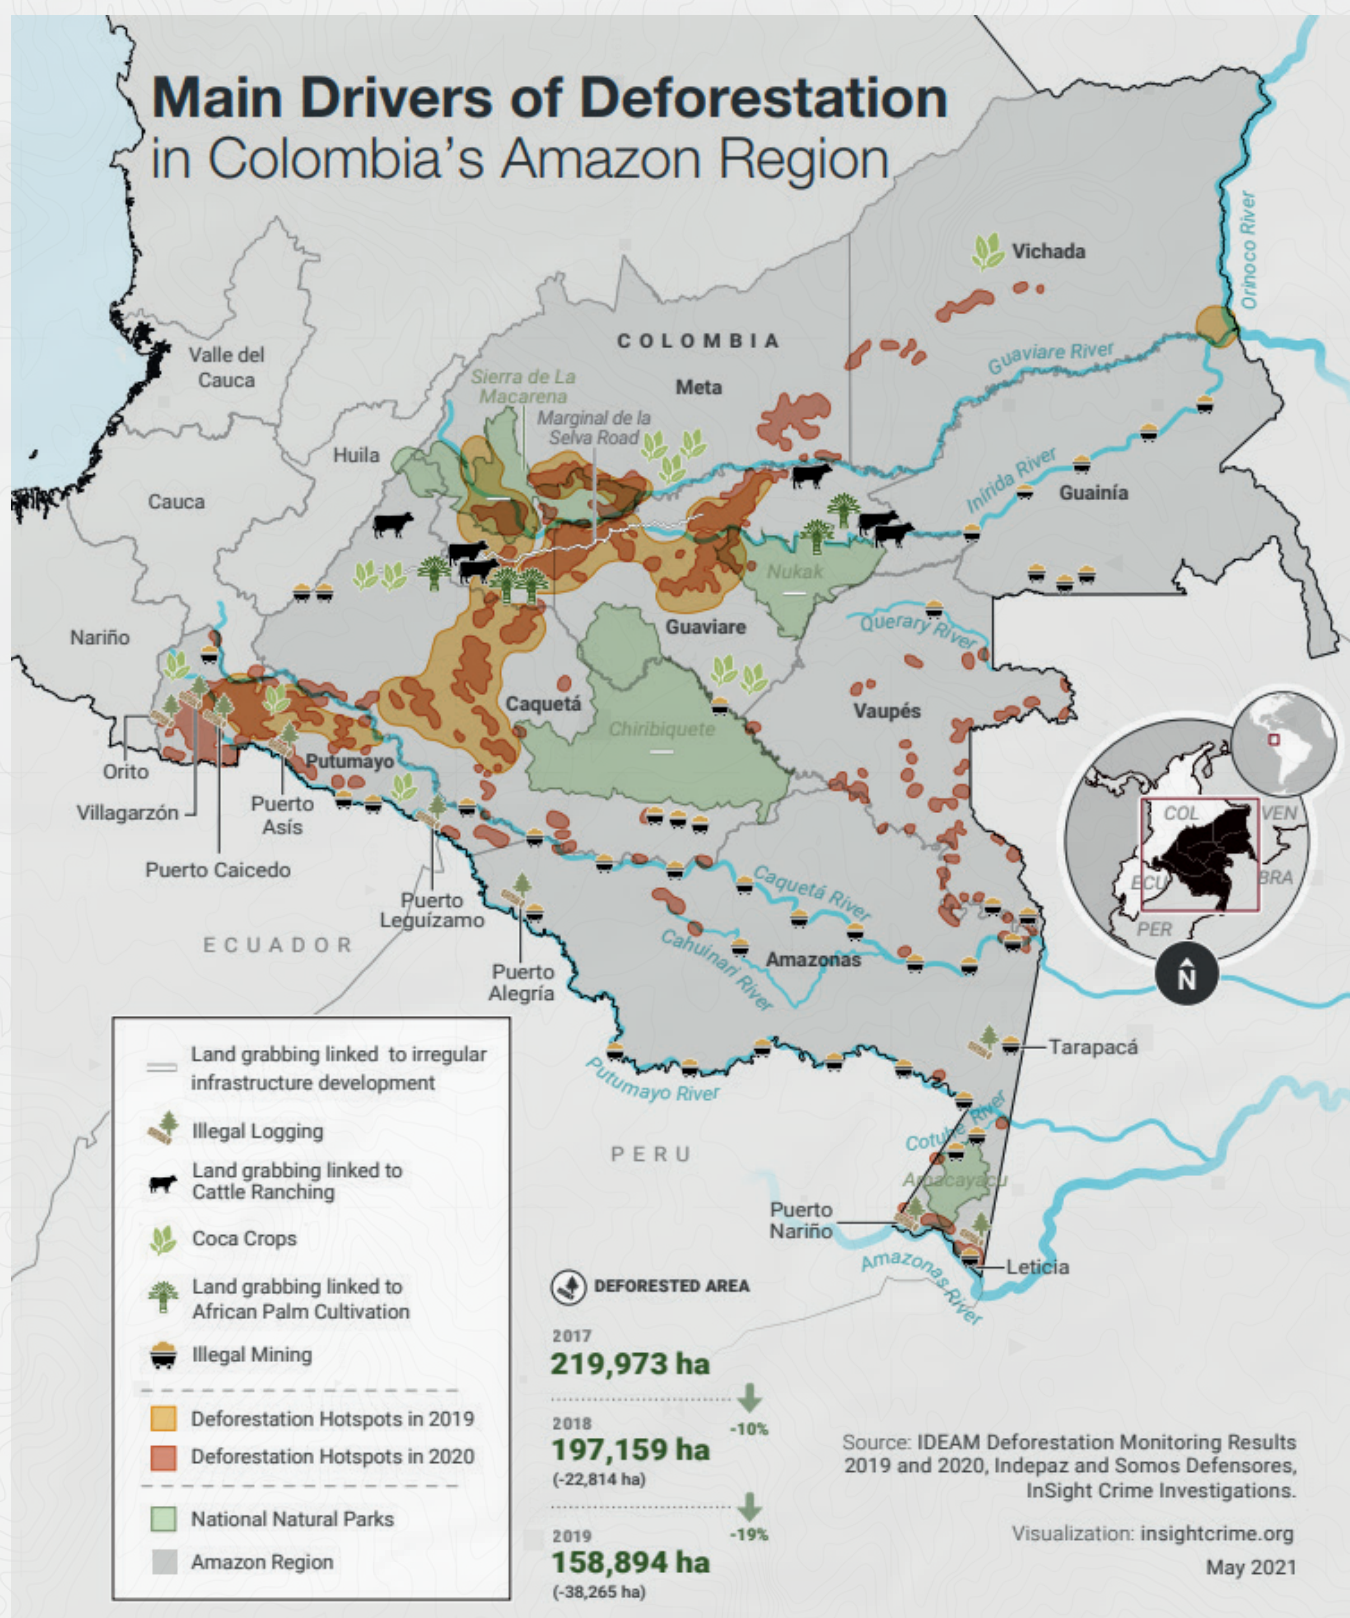 Main Drivers of Deforestation
in Colombia's Amazon Region
Orinoco River
Vichada
COLOMBIA
Guaviare River
Valle del
Cauca
Sierra de La
Macarena
Meta
Marginal de la
Selva Road
Huila
Inirida River
Guainía
Cauca
Nukak
Guaviare
Querary River
Nariño
Caquetá
Vaupés
Chiribiquete
Orito
Putumayo
Villagarzón
Puerto
Asís
Puerto Caicedo
COL
VEN
ECU
BRA
PER
N
Puerto
Leguízamo
Caquetá River
ECUADOR
Cahuinarí River
Amazonas
Puerto
Alegría
Tarapacá
Putumayo River
Cotuhe River
PERU
Amacayacu
Puerto
Nariño
Leticia
Amazonas River
Land grabbing linked to irregular
infrastructure development
Illegal Logging
Land grabbing linked to
Cattle Ranching
Coca Crops
Land grabbing linked to
African Palm Cultivation
Illegal Mining
Deforestation Hotspots in 2019
Deforestation Hotspots in 2020
National Natural Parks
Amazon Region
DEFORESTED AREA
2017
219,973 ha
-10%
2018
197,159 ha
(-22,814 ha)
-19%
2019
158,894 ha
(-38,265 ha)
Source: IDEAM Deforestation Monitoring Results
2019 and 2020, Indepaz and Somos Defensores,
InSight Crime Investigations.
Visualization: insightcrime.org
May 2021